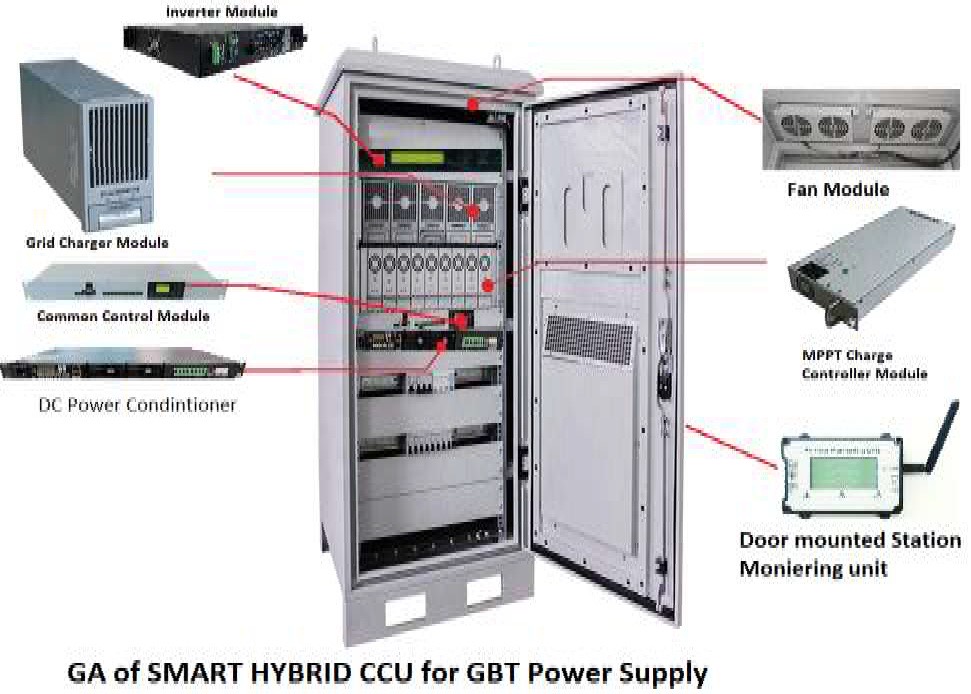 Inverter Module
Grid Charger Module
Fan Module
Common Control Module
MPPT Charge
Controller Module
DC Power Condintioner
Door mounted Station
Moniering unit
GA of SMART HYBRID CCU for GBT Power Supply